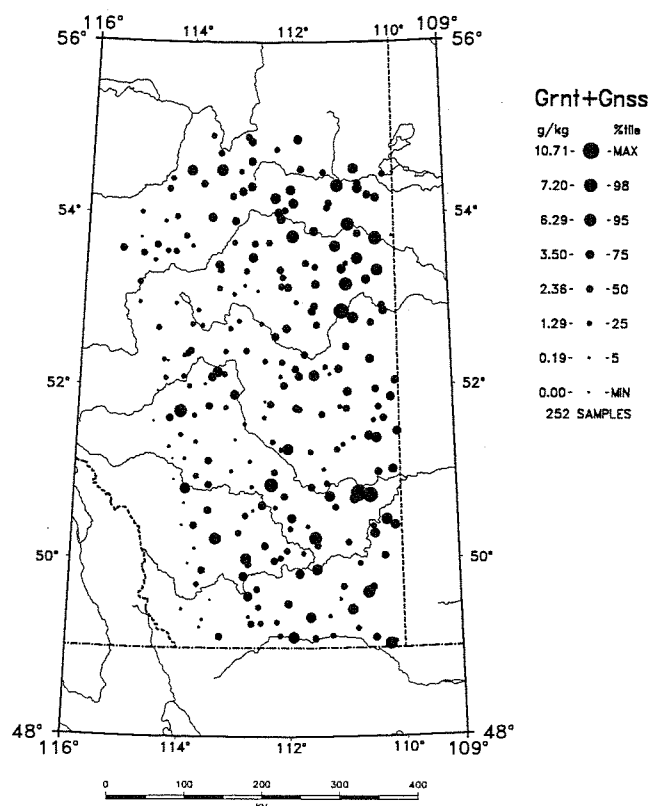 116° 114° 112° 110° 109°
56° 56°
Grnt+Gnss
g/kg %tile
10.71- -MAX
7.20- -98
6.29- -95
3.50- -75
2.36- -50
1.29- -25
0.19- -5
0.00- -MIN
252 SAMPLES
54° 54°
52° 52°
50° 50°
48° 48°
116° 114° 112° 110° 109°
0 100 200 300 400